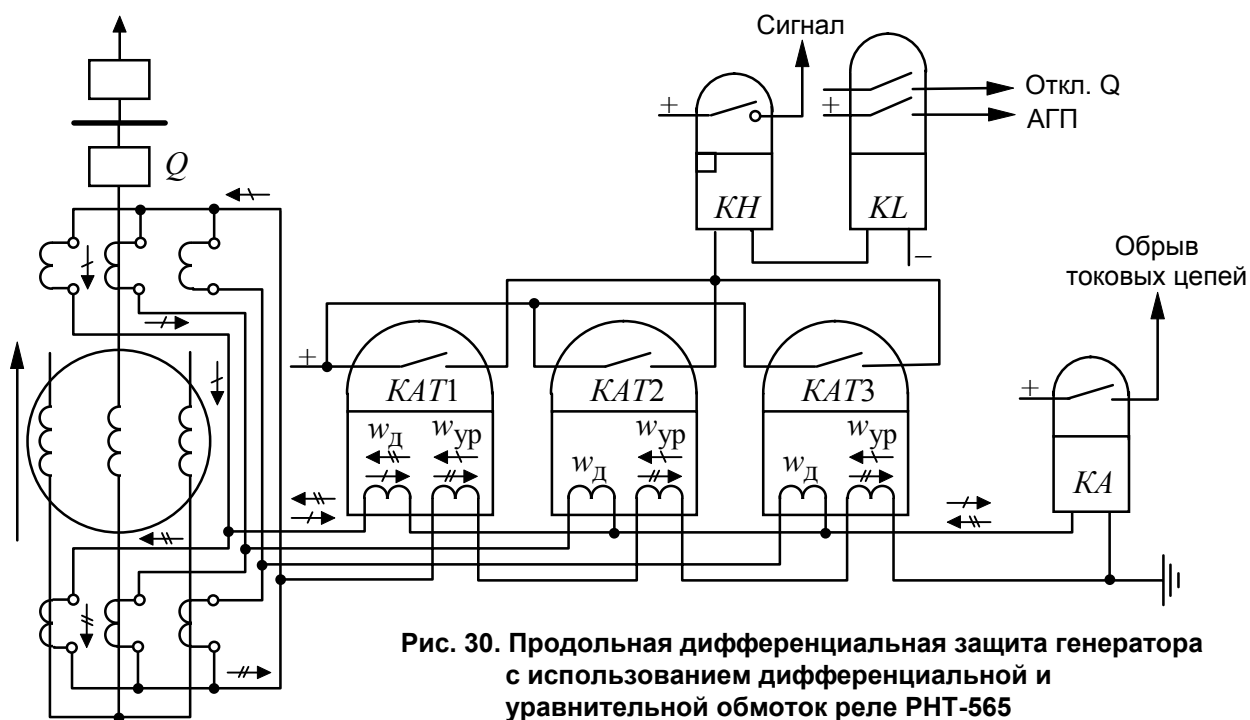 Сигнал
Откл. Q
АГП
+
+
Q
KH
KL
–
Обрыв
токовых цепей
+
KAT1
KAT2
KAT3
+
wд
wур
wд
wур
wд
wур
KA
Рис. 30. Продольная дифференциальная защита генератора
с использованием дифференциальной и
уравнительной обмоток реле РНТ-565